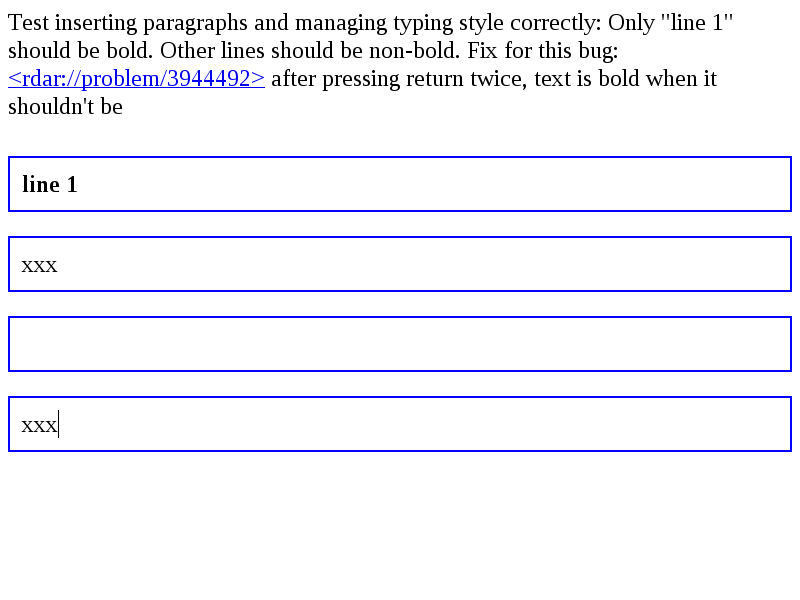 Test inserting paragraphs and managing typing style correctly: Only "line 1"
should be bold. Other lines should be non-bold. Fix for this bug:
<rdar://problem/3944492> after pressing return twice, text is bold when it
shouldn't be
line 1
xxx
xxx